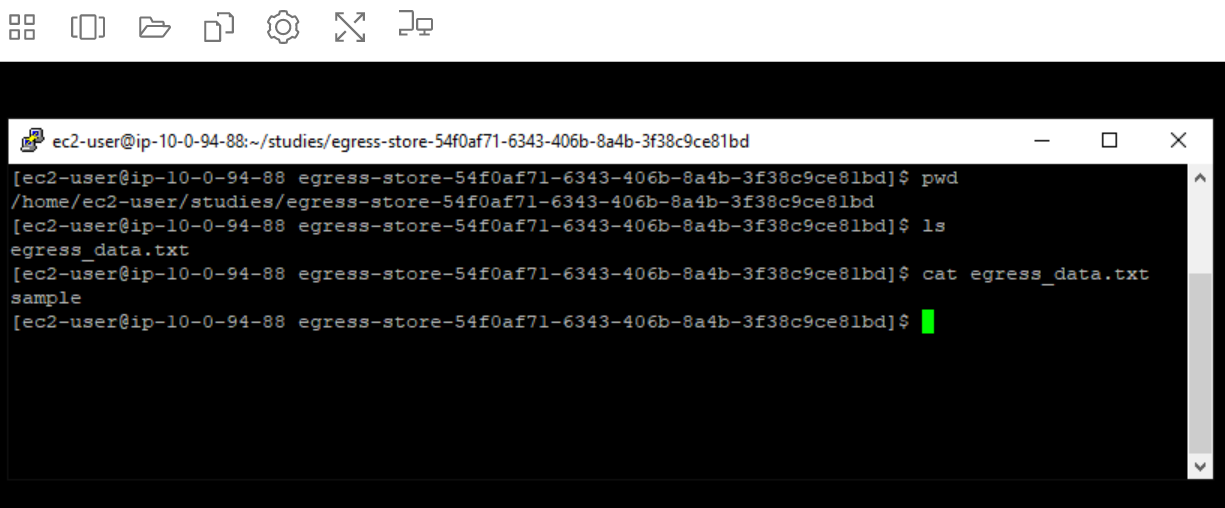 ec2-user@ip-10-0-94-88:~/studies/egress-store-54f0af71-6343-406b-8a4b-3f38c9ce81bd
[ec2-user@ip-10-0-94-88 egress-store-54f0af71-6343-406b-8a4b-3f38c9ce81bd]$ pwd
/home/ec2-user/studies/egress-store-54f0af71-6343-406b-8a4b-3f38c9ce81bd
[ec2-user@ip-10-0-94-88 egress-store-54f0af71-6343-406b-8a4b-3f38c9ce81bd]$ ls
egress_data.txt
[ec2-user@ip-10-0-94-88 egress-store-54f0af71-6343-406b-8a4b-3f38c9ce81bd]$ cat egress_data.txt
sample
[ec2-user@ip-10-0-94-88 egress-store-54f0af71-6343-406b-8a4b-3f38c9ce81bd]$